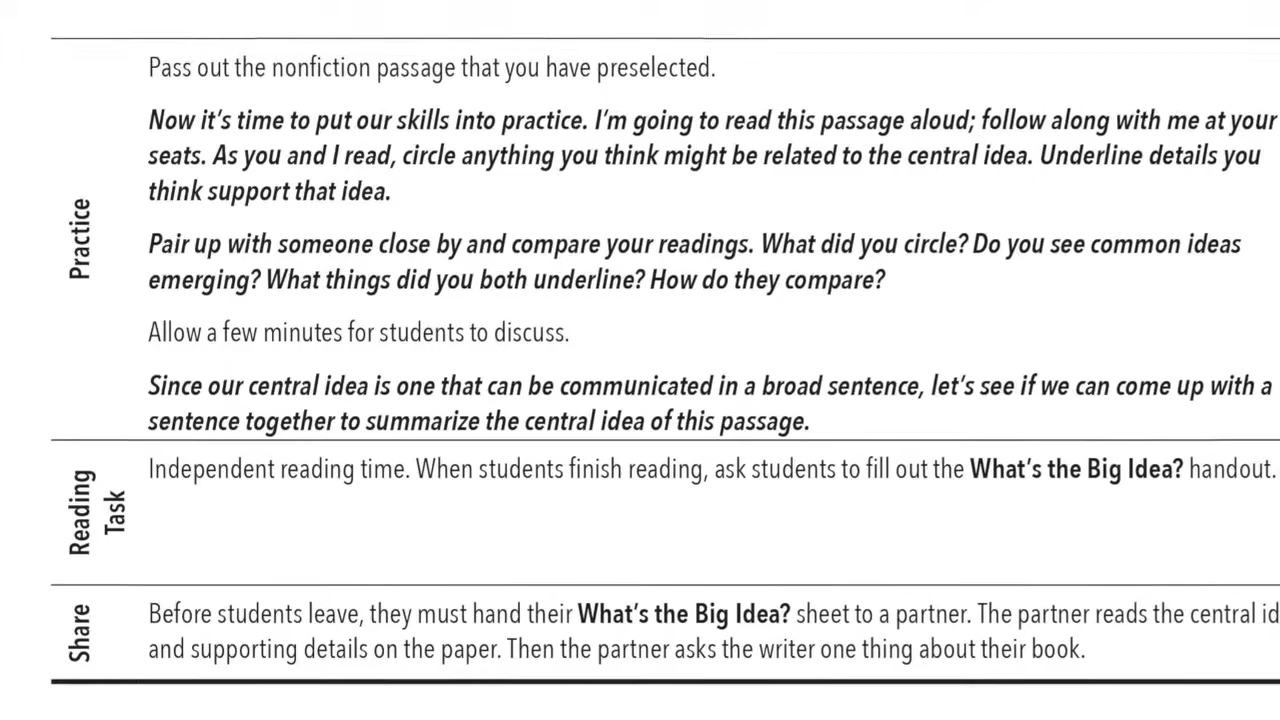 Pass out the nonfiction passage that you have preselected.
Now it's time to put our skills into practice. I'm going to read this passage aloud; follow along with me at your
seats. As you and I read, circle anything you think might be related to the central idea. Underline details you
think support that idea.
Practice
Pair up with someone close by and compare your readings. What did you circle? Do you see common ideas
emerging? What things did you both underline? How do they compare?
Allow a few minutes for students to discuss.
Since our central idea is one that can be communicated in a broad sentence, let's see if we can come up with a
sentence together to summarize the central idea of this passage.
Reading
Task
Independent reading time. When students finish reading, ask students to fill out the What's the Big Idea? handout.
Share
Before students leave, they must hand their What's the Big Idea? sheet to a partner. The partner reads the central
and supporting details on the paper. Then the partner asks the writer one thing about their book.